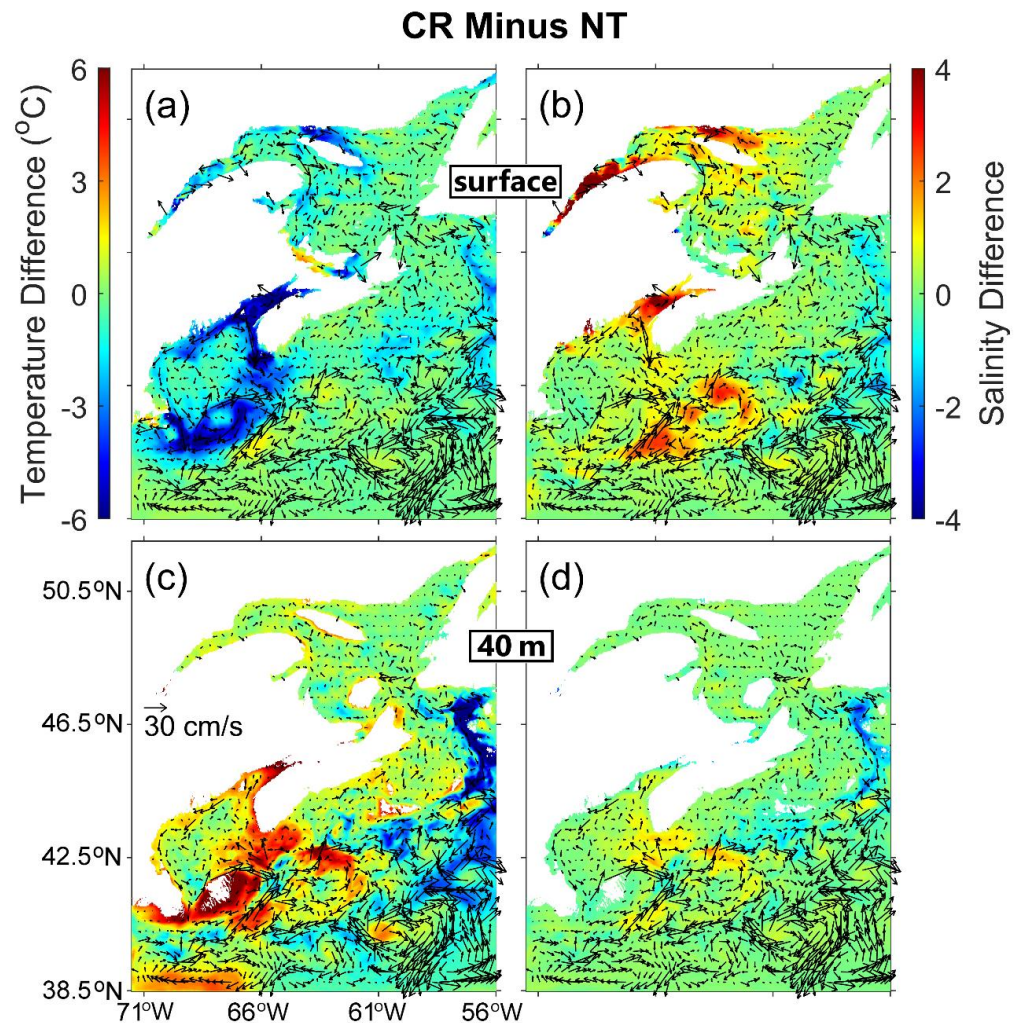 CR Minus NT
6
3
0
-3
-6
Temperature Difference (°C)
(a)
(b)
surface
4
2
0
-2
-4
Salinity Difference
(c)
(d)
40 m
30 cm/s
50.5°N
46.5°N
42.5°N
38.5°N
71°W 66°W 61°W 56°W